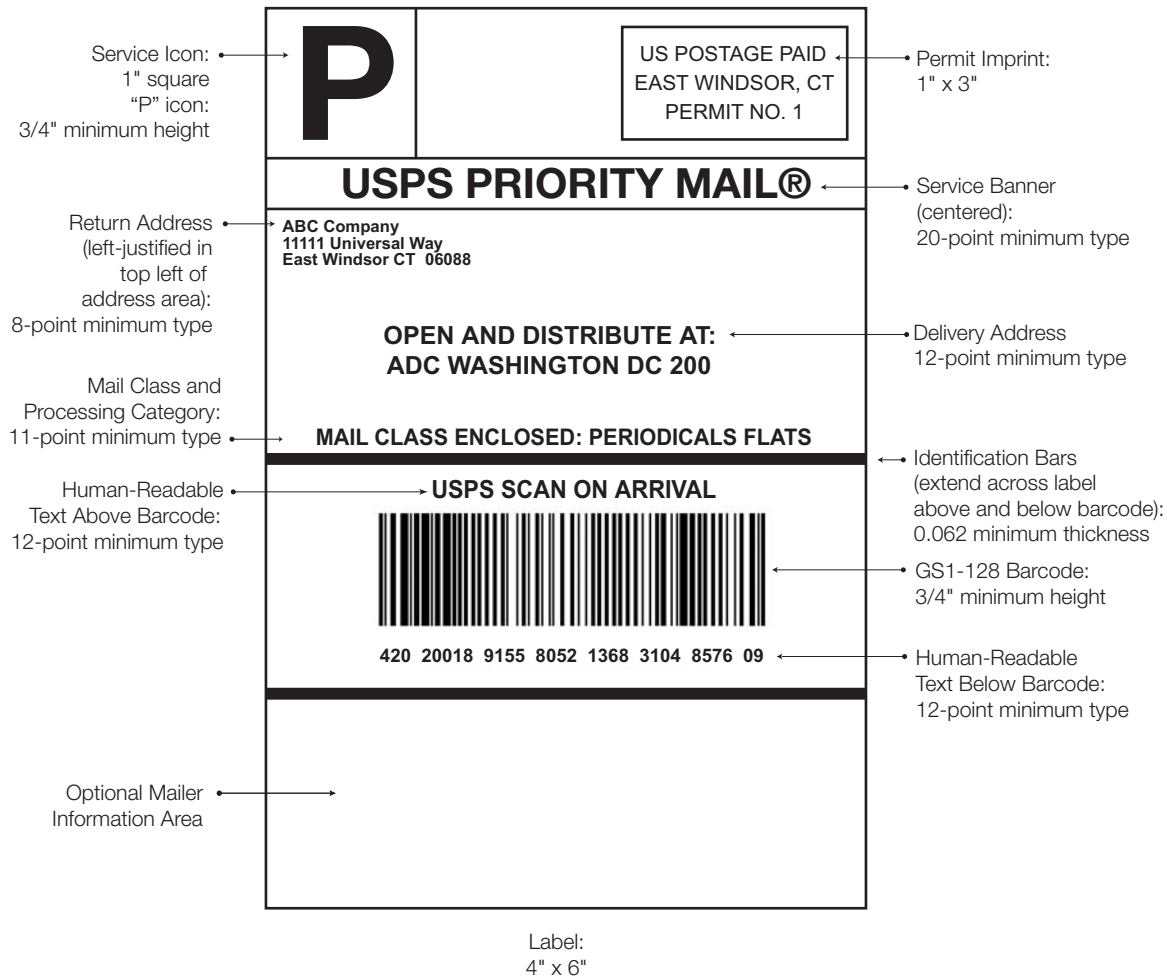 Service Icon:
1" square
“P” icon:
3/4" minimum height
P
US POSTAGE PAID
EAST WINDSOR, CT
PERMIT NO. 1
Permit Imprint:
1" x 3"
USPS PRIORITY MAIL®
Service Banner
(centered):
20-point minimum type
Return Address
(left-justified in
top left of
address area):
8-point minimum type
ABC Company
11111 Universal Way
East Windsor CT 06088
OPEN AND DISTRIBUTE AT:
ADC WASHINGTON DC 200
Delivery Address
12-point minimum type
Mail Class and
Processing Category:
11-point minimum type
MAIL CLASS ENCLOSED: PERIODICALS FLATS
Identification Bars
(extend across label
above and below barcode):
0.062 minimum thickness
Human-Readable
Text Above Barcode:
12-point minimum type
USPS SCAN ON ARRIVAL
GS1-128 Barcode:
3/4" minimum height
420 20018 9155 8052 1368 3104 8576 09
Human-Readable
Text Below Barcode:
12-point minimum type
Optional Mailer
Information Area
Label:
4" x 6"